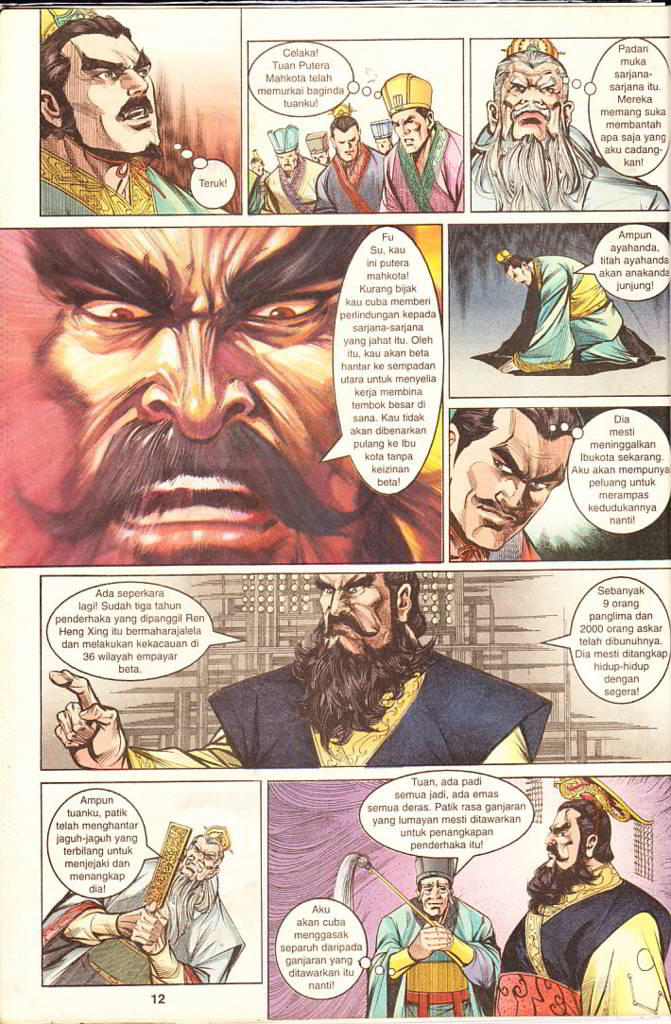 Teruk!
Celaka!
Tuan Putera
Mahkota telah
memurkai baginda
tuanku!
Padan
muka
sarjana-
sarjana itu.
Mereka
memang suka
membantah
apa saja yang
aku cadang-
kan!
Fu
Su, kau
ini putera
mahkota!
Kurang bijak
kau cuba memberi
perlindungan kepada
sarjana-sarjana
yang jahat itu. Oleh
itu, kau akan beta
hantar ke sempadan
utara untuk menyelia
kerja membina
tembok besar di
sana. Kau tidak
akan dibenarkan
pulang ke Ibu
kota tanpa
keizinan
beta!
Ampun
ayahanda,
titah ayahanda
akan anakanda
junjung!
Dia
mesti
meninggalkan
Ibukota sekarang.
Aku akan mempunya
peluang untuk
merampas
kedudukannya
nanti!
Ada seperkara
lagi! Sudah tiga tahun
penderhaka yang dipanggil Ren
Heng Xing itu bermaharajalela
dan melakukan kekacauan di
36 wilayah empayar
beta.
Sebanyak
9 orang
panglima dan
2000 orang askar
telah dibunuhnya.
Dia mesti ditangkap
hidup-hidup
dengan
segera!
Ampun
tuanku, patik
telah menghantar
jaguh-jaguh yang
terbilang untuk
menjejaki dan
menangkap
dia!
Tuan, ada padi
semua jadi, ada emas
semua deras. Patik rasa ganjaran
yang lumayan mesti ditawarkan
untuk penangkapan
penderhaka itu!
Aku
akan cuba
menggasak
separuh daripada
ganjaran yang
ditawarkan itu
nanti!
12